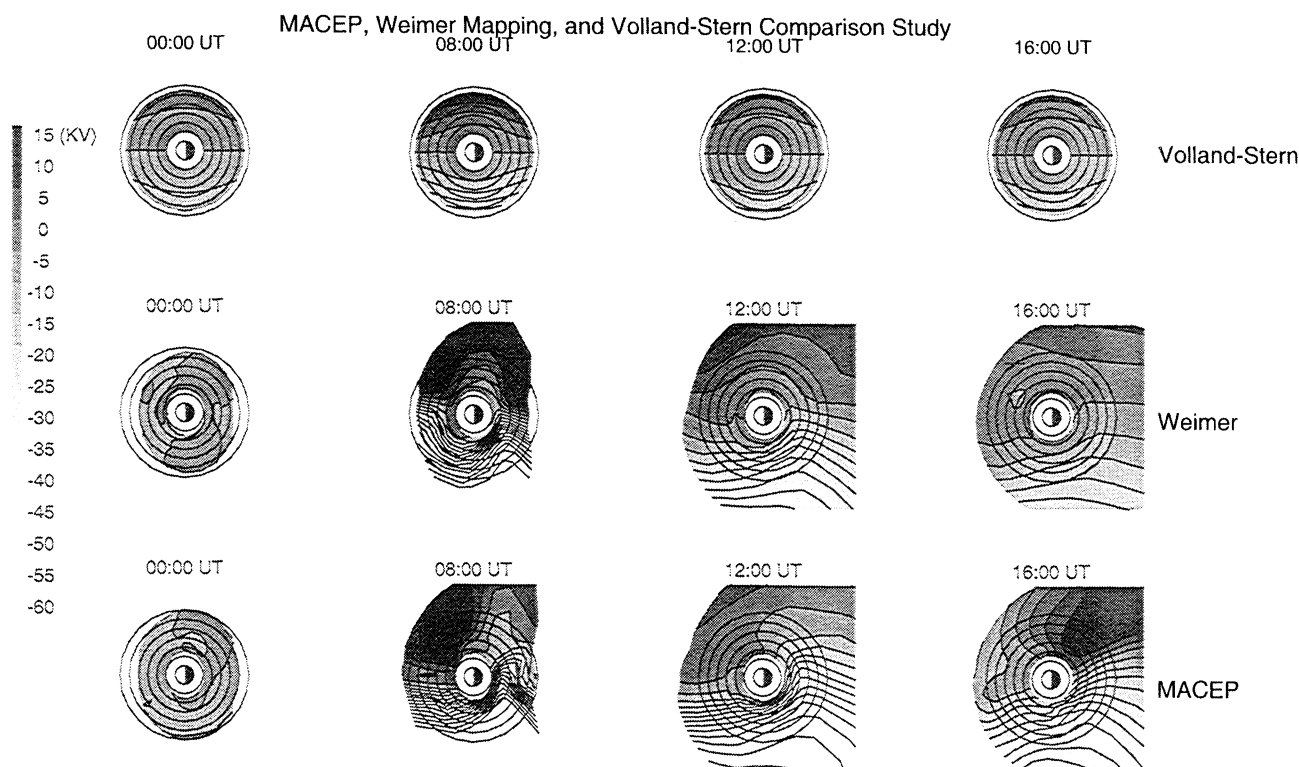 MACEP, Weimer Mapping, and Volland-Stern Comparison Study
00:00 UT
08:00 UT
12:00 UT
16:00 UT
15 (KV)
10
5
0
-5
-10
-15
-20
-25
-30
-35
-40
-45
-50
-55
-60
Volland-Stern
00:00 UT
08:00 UT
12:00 UT
16:00 UT
Weimer
00:00 UT
08:00 UT
12:00 UT
16:00 UT
MACEP